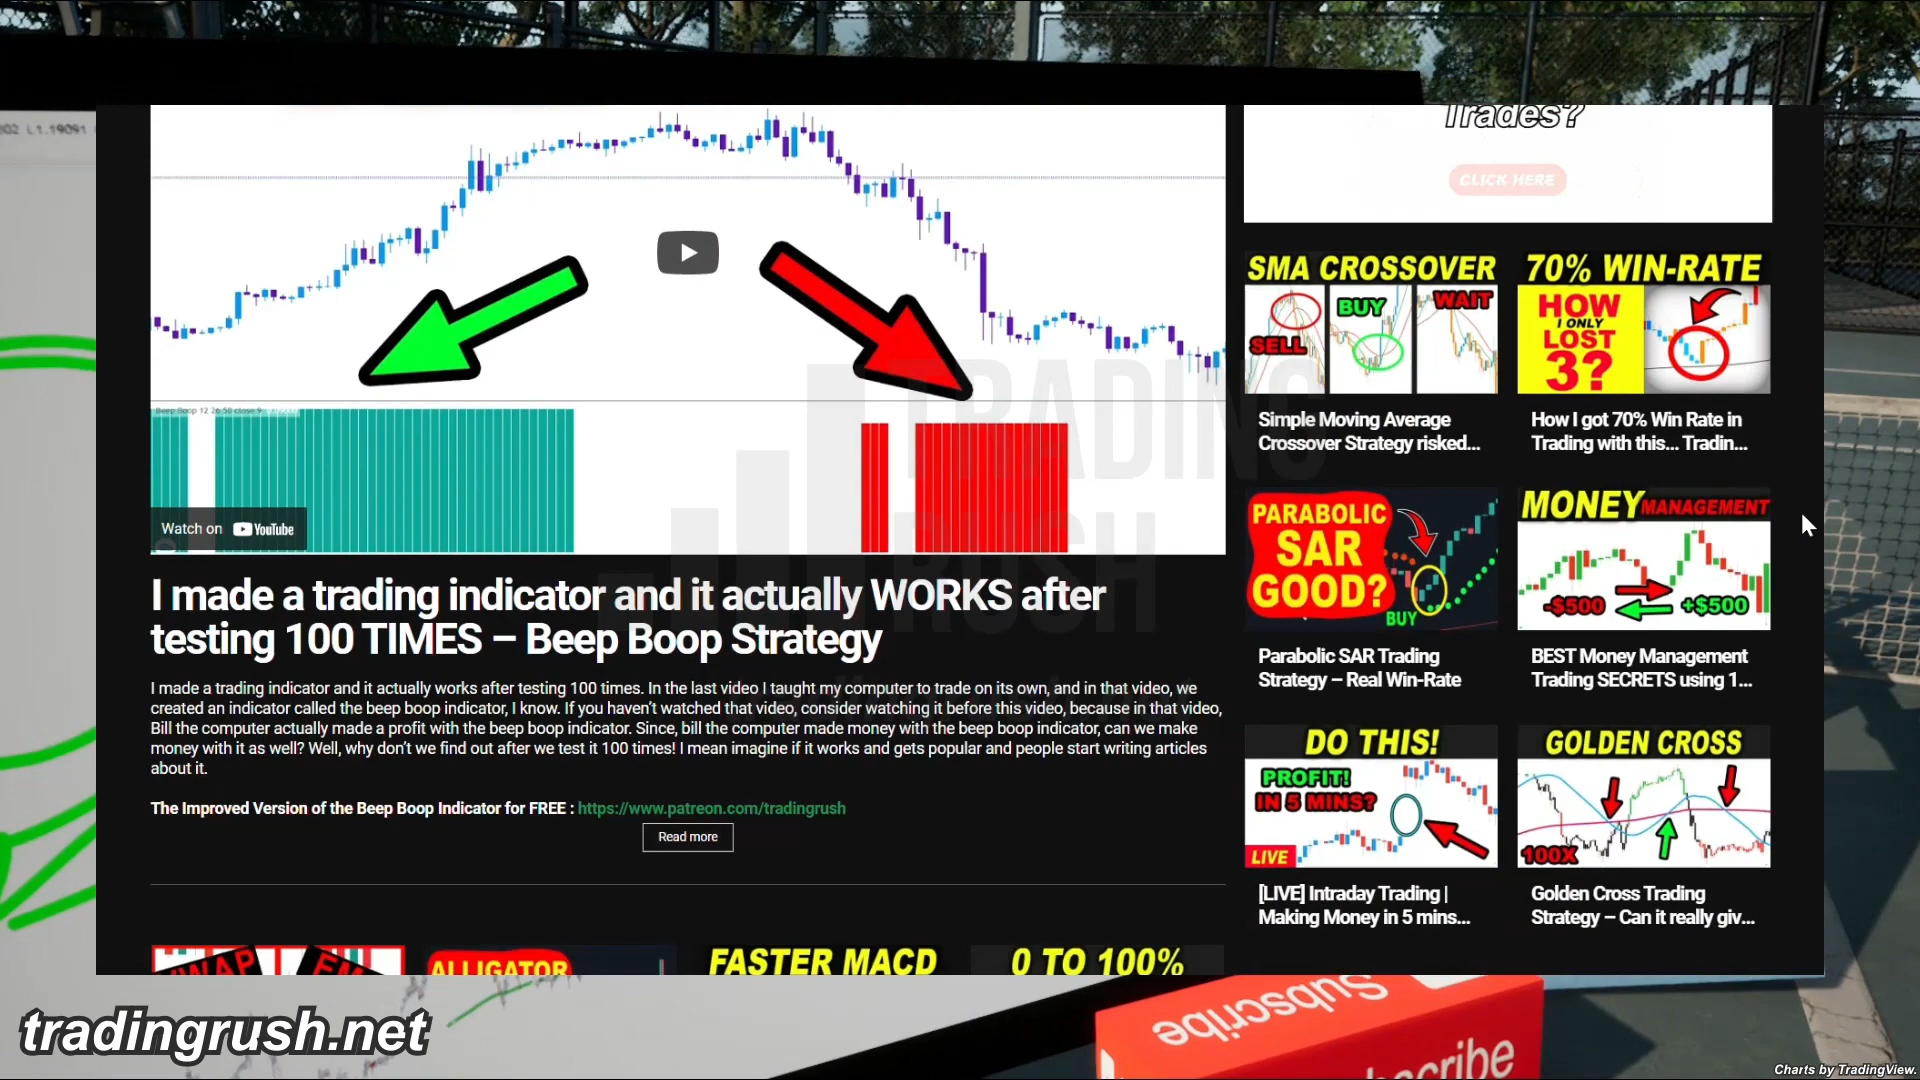 Trades?
CLICK HERE
Beep Boop 12 26 50 close 9
Watch on YouTube
TRADING
RUSH
I made a trading indicator and it actually WORKS after
testing 100 TIMES – Beep Boop Strategy
I made a trading indicator and it actually works after testing 100 times. In the last video I taught my computer to trade on its own, and in that video, we
created an indicator called the beep boop indicator, I know. If you haven't watched that video, consider watching it before this video, because in that video,
Bill the computer actually made a profit with the beep boop indicator. Since, bill the computer made money with the beep boop indicator, can we make
money with it as well? Well, why don't we find out after we test it 100 times! I mean imagine if it works and gets popular and people start writing articles
about it.
The Improved Version of the Beep Boop Indicator for FREE : https://www.patreon.com/tradingrush
Read more
SMA CROSSOVER
SELL
BUY
WAIT
Simple Moving Average
Crossover Strategy risked...
70% WIN-RATE
HOW
I ONLY
LOST
3?
How I got 70% Win Rate in
Trading with this... Tradin...
PARABOLIC
SAR
GOOD?
BUY
Parabolic SAR Trading
Strategy – Real Win-Rate
MONEY MANAGEMENT
-$500
+$500
BEST Money Management
Trading SECRETS using 1...
DO THIS!
PROFIT!
IN 5 MINS?
LIVE
[LIVE] Intraday Trading |
Making Money in 5 mins...
GOLDEN CROSS
100X
Golden Cross Trading
Strategy – Can it really giv...
ALLIGATOR
FASTER MACD
0 TO 100%
tradingrush.net
Subscribe
Charts by TradingView.